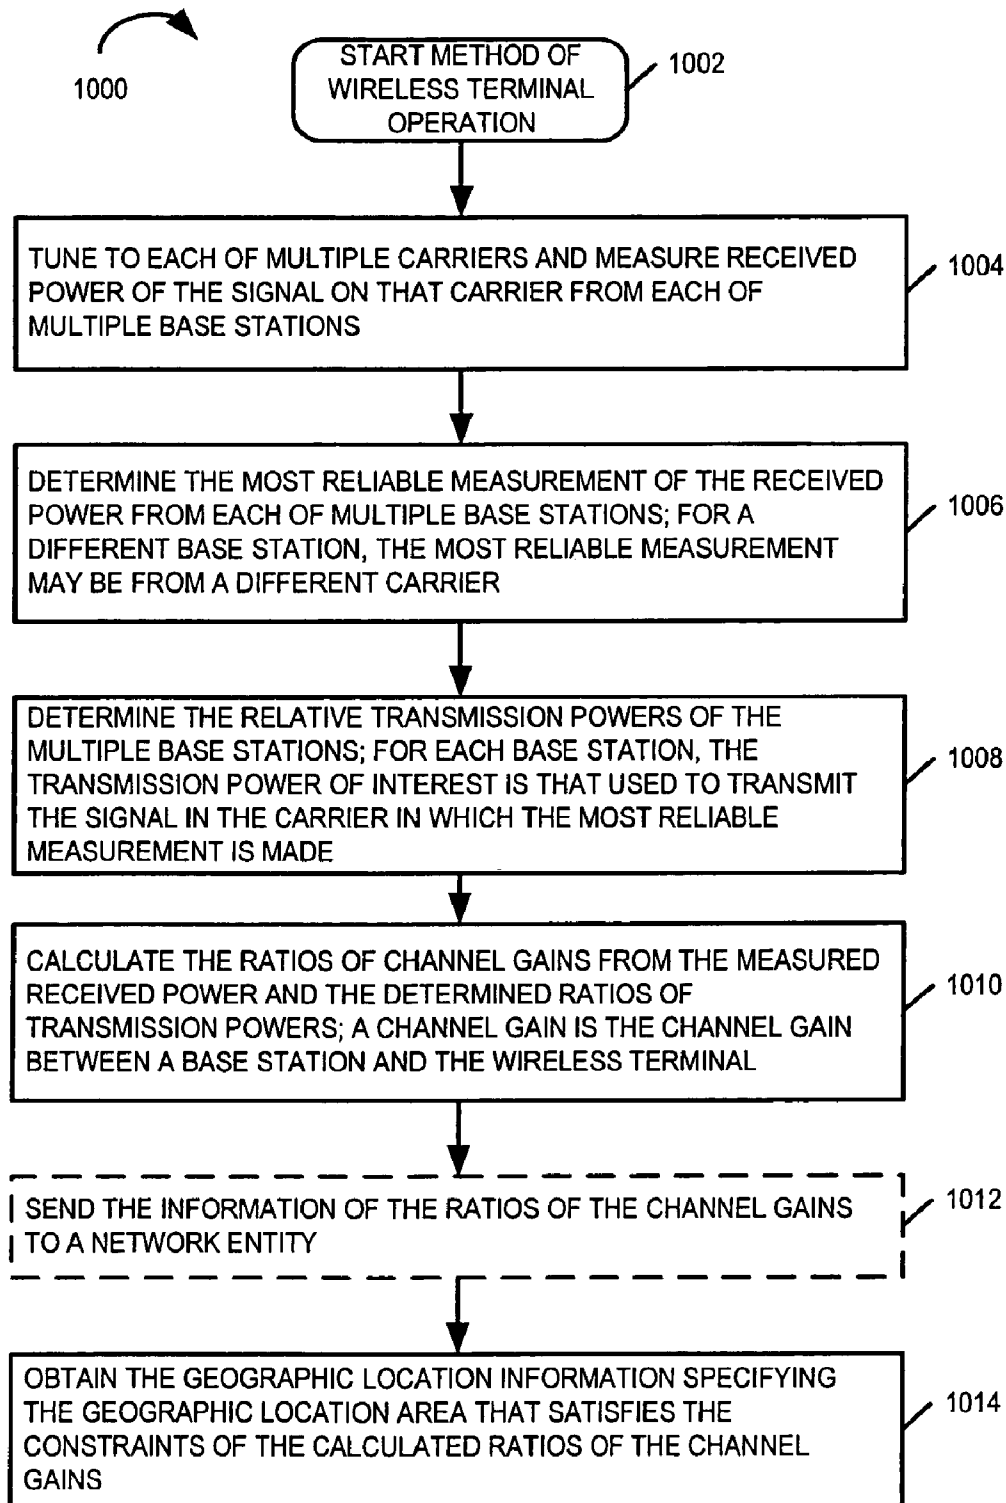 1000
START METHOD OF
WIRELESS TERMINAL
OPERATION
1002
TUNE TO EACH OF MULTIPLE CARRIERS AND MEASURE RECEIVED
POWER OF THE SIGNAL ON THAT CARRIER FROM EACH OF
MULTIPLE BASE STATIONS
1004
DETERMINE THE MOST RELIABLE MEASUREMENT OF THE RECEIVED
POWER FROM EACH OF MULTIPLE BASE STATIONS; FOR A
DIFFERENT BASE STATION, THE MOST RELIABLE MEASUREMENT
MAY BE FROM A DIFFERENT CARRIER
1006
DETERMINE THE RELATIVE TRANSMISSION POWERS OF THE
MULTIPLE BASE STATIONS; FOR EACH BASE STATION, THE
TRANSMISSION POWER OF INTEREST IS THAT USED TO TRANSMIT
THE SIGNAL IN THE CARRIER IN WHICH THE MOST RELIABLE
MEASUREMENT IS MADE
1008
CALCULATE THE RATIOS OF CHANNEL GAINS FROM THE MEASURED
RECEIVED POWER AND THE DETERMINED RATIOS OF
TRANSMISSION POWERS; A CHANNEL GAIN IS THE CHANNEL GAIN
BETWEEN A BASE STATION AND THE WIRELESS TERMINAL
1010
SEND THE INFORMATION OF THE RATIOS OF THE CHANNEL GAINS
TO A NETWORK ENTITY
1012
OBTAIN THE GEOGRAPHIC LOCATION INFORMATION SPECIFYING
THE GEOGRAPHIC LOCATION AREA THAT SATISFIES THE
CONSTRAINTS OF THE CALCULATED RATIOS OF THE CHANNEL
GAINS
1014